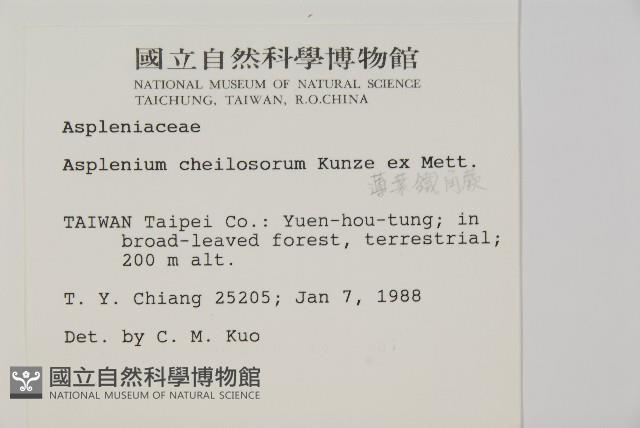 國立自然科學博物館
NATIONAL MUSEUM OF NATURAL SCIENCE
TAICHUNG, TAIWAN, R.O.CHINA
Aspleniaceae
Asplenium cheilosorum Kunze ex Mett.
薄葉鐵角蕨
TAIWAN Taipei Co.: Yuen-hou-tung; in
broad-leaved forest, terrestrial;
200 m alt.
T. Y. Chiang 25205; Jan 7, 1988
Det. by C. M. Kuo
國立自然科學博物館
NATIONAL MUSEUM OF NATURAL SCIENCE